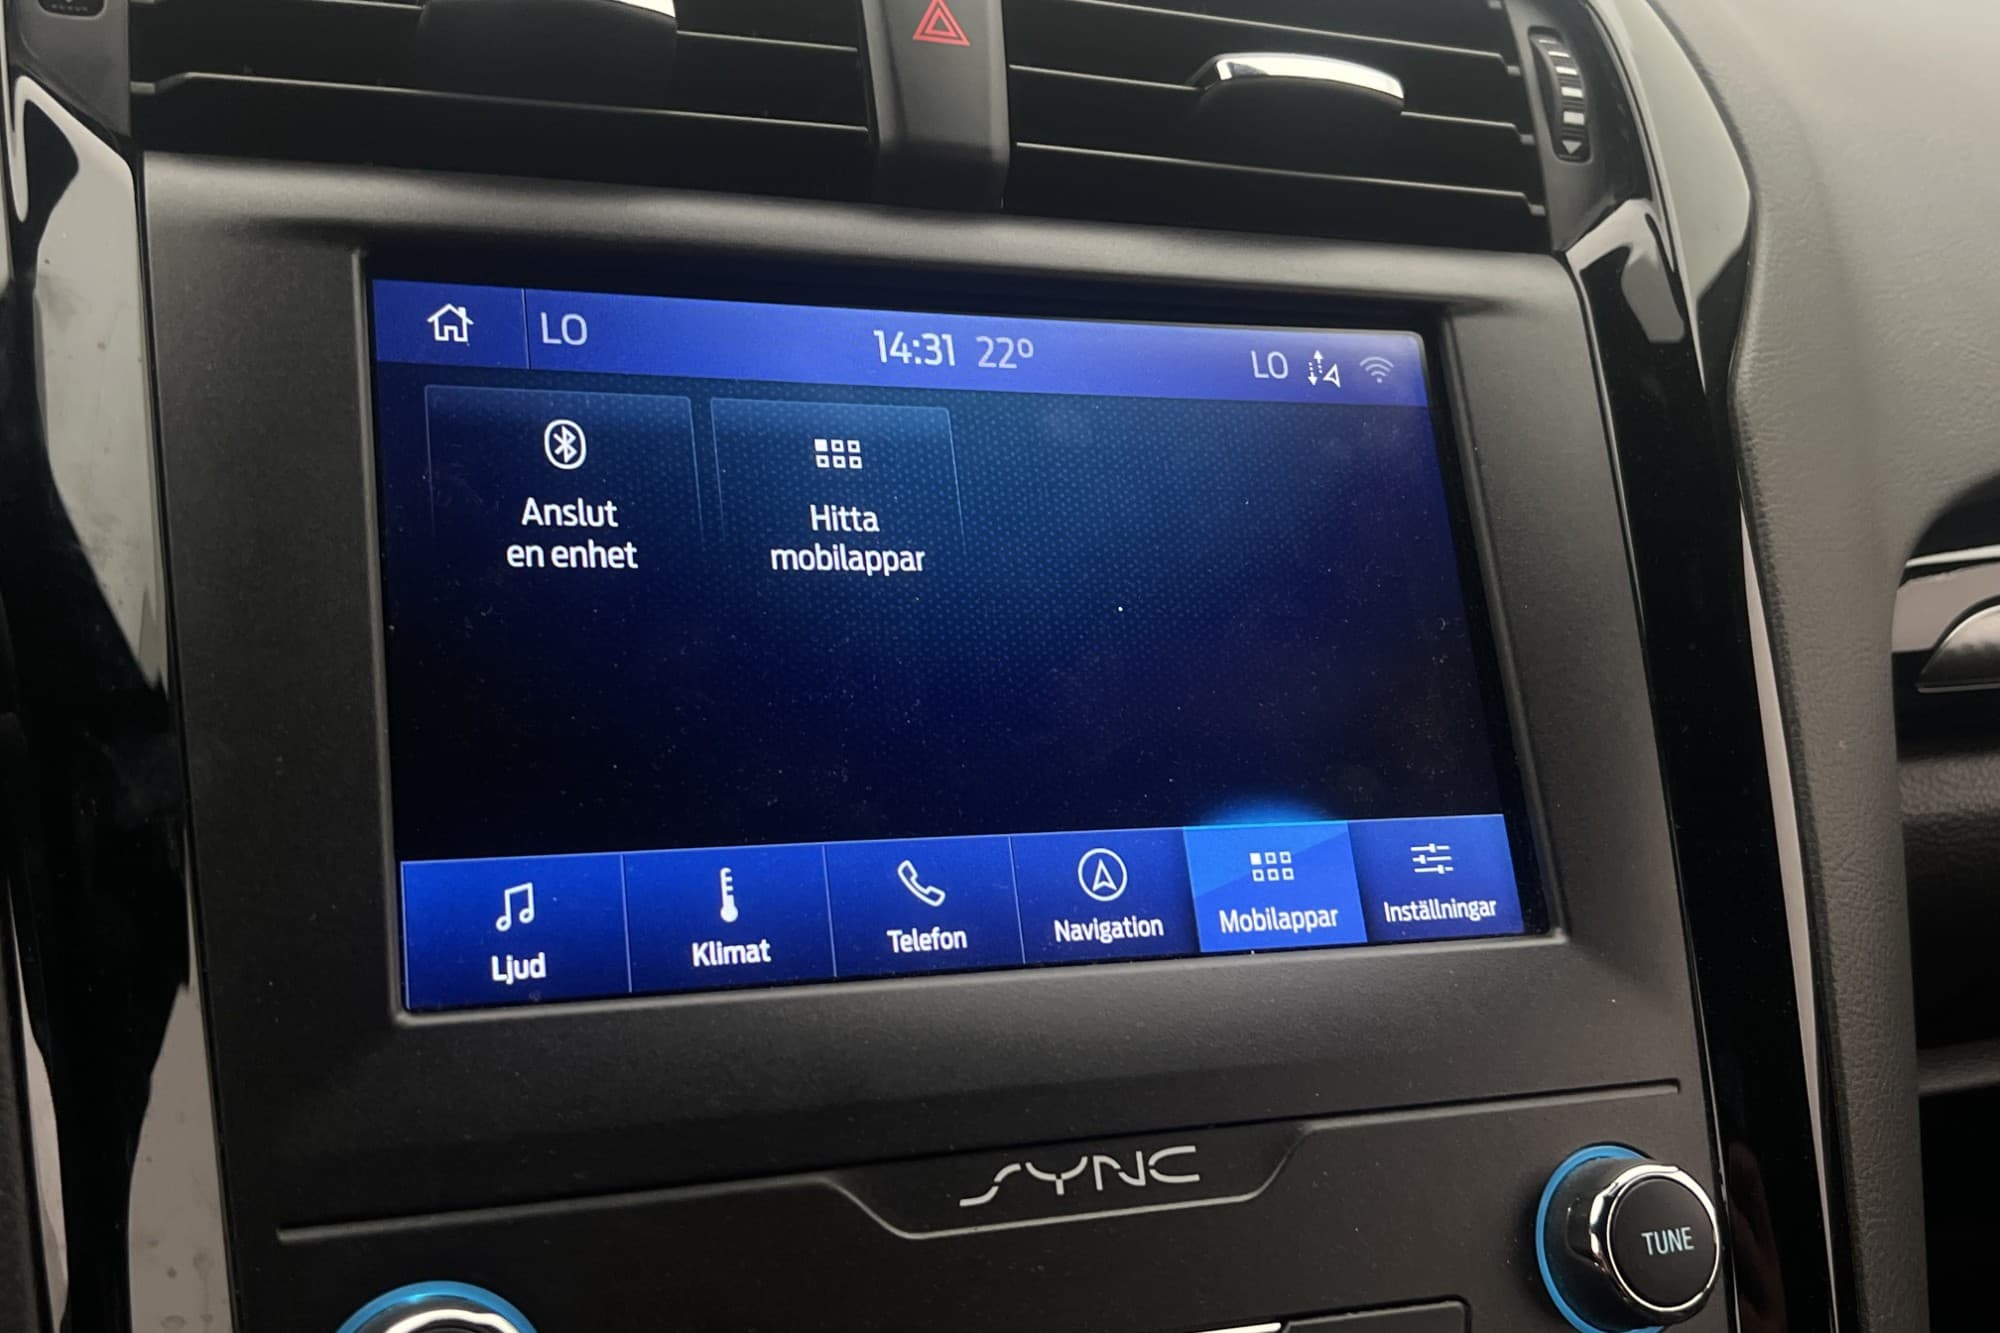 LO
14:31 22°
LO
Anslut
en enhet
Hitta
mobilappar
Ljud
Klimat
Telefon
Navigation
Mobilappar
Inställningar
SYNC
TUNE